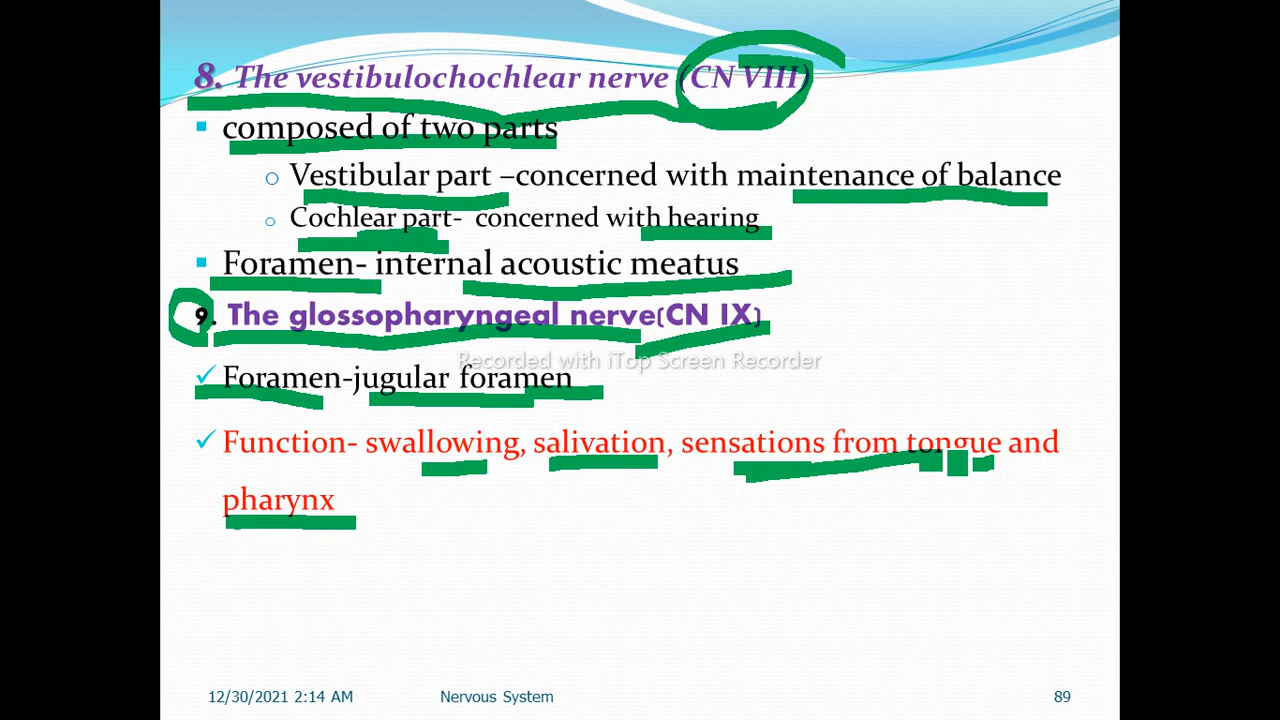 8. The vestibulochochlear nerve (CN VIII)
composed of two parts
Vestibular part –concerned with maintenance of balance
Cochlear part- concerned with hearing
Foramen- internal acoustic meatus
9. The glossopharyngeal nerve(CN IX)
Recorded with iTop Screen Recorder
Foramen-jugular foramen
Function- swallowing, salivation, sensations from tongue and
pharynx
12/30/2021 2:14 AM Nervous System 89